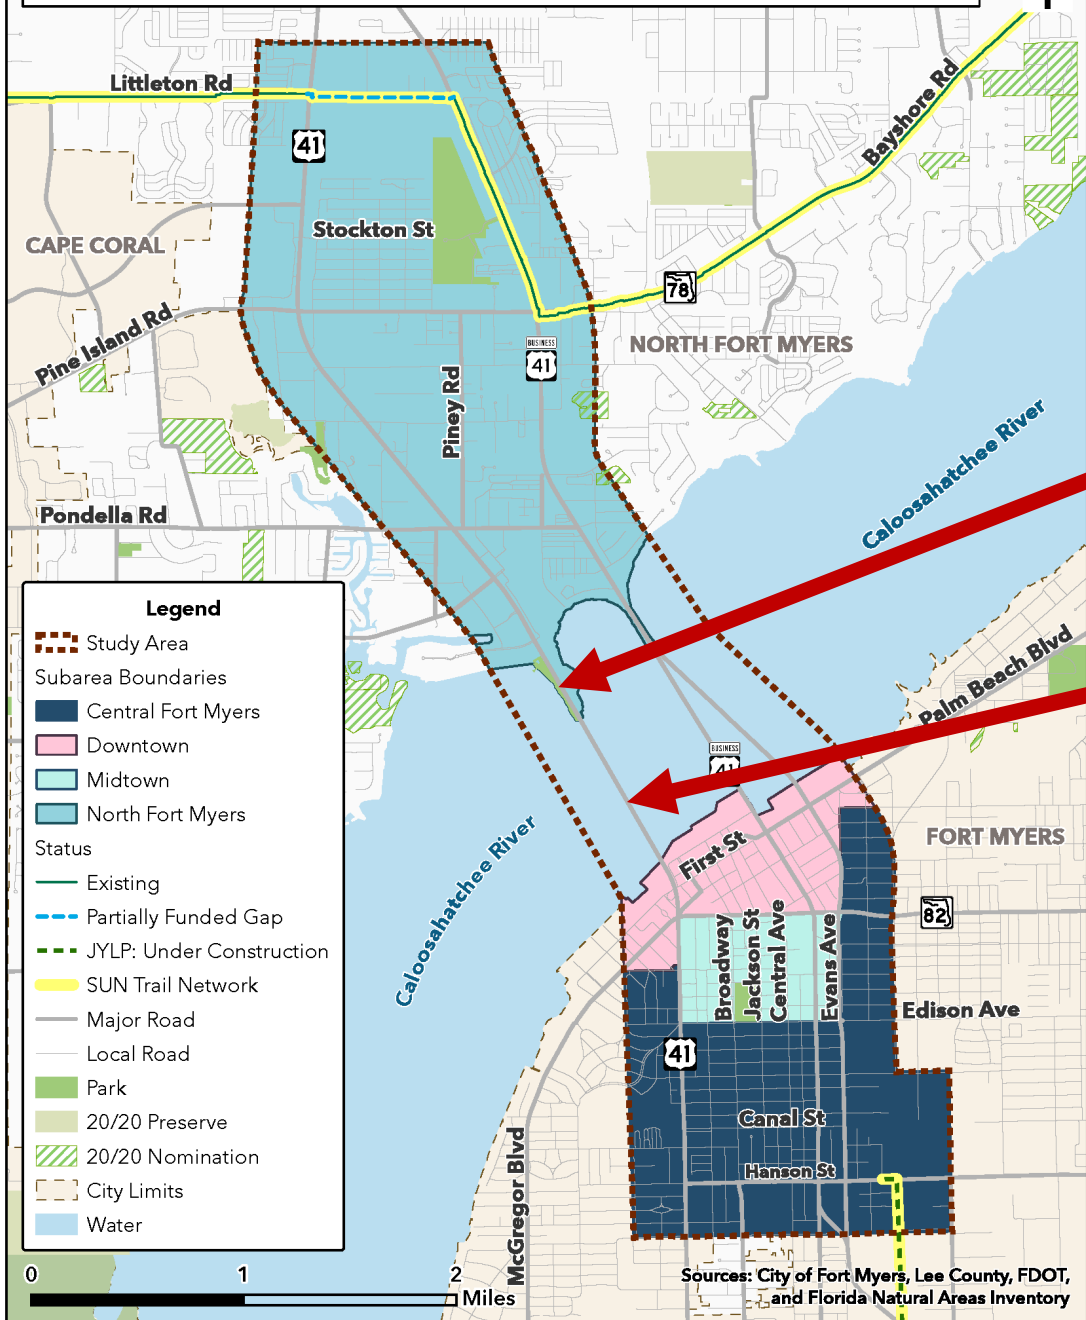 Littleton Rd
Bayshore Rd
41
Stockton St
CAPE CORAL
78
Pine Island Rd
NORTH FORT MYERS
BUSINESS
41
Piney Rd
Caloosahatchee River
Pondella Rd
Legend
Study Area
Subarea Boundaries
Central Fort Myers
Downtown
Midtown
North Fort Myers
Status
Existing
Partially Funded Gap
JYLP: Under Construction
SUN Trail Network
Major Road
Local Road
Park
20/20 Preserve
20/20 Nomination
City Limits
Water
Palm Beach Blvd
BUSINESS
41
First St
FORT MYERS
Caloosahatchee River
82
Broadway
Jackson St
Central Ave
Evans Ave
Edison Ave
41
Canal St
Hanson St
McGregor Blvd
0 1 2
Miles
Sources: City of Fort Myers, Lee County, FDOT,
and Florida Natural Areas Inventory